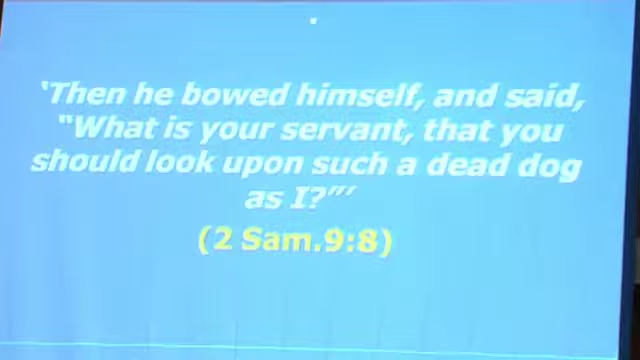 ‘Then he bowed himself, and said,
“What is your servant, that you
should look upon such a dead dog
as I?”’
(2 Sam.9:8)